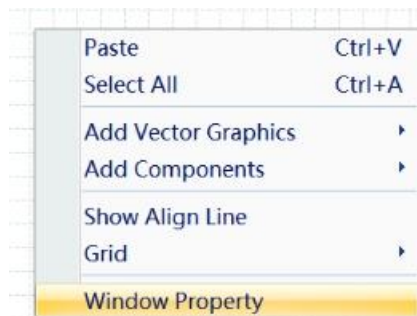 Paste Ctrl+V
Select All Ctrl+A
Add Vector Graphics
Add Components
Show Align Line
Grid
Window Property